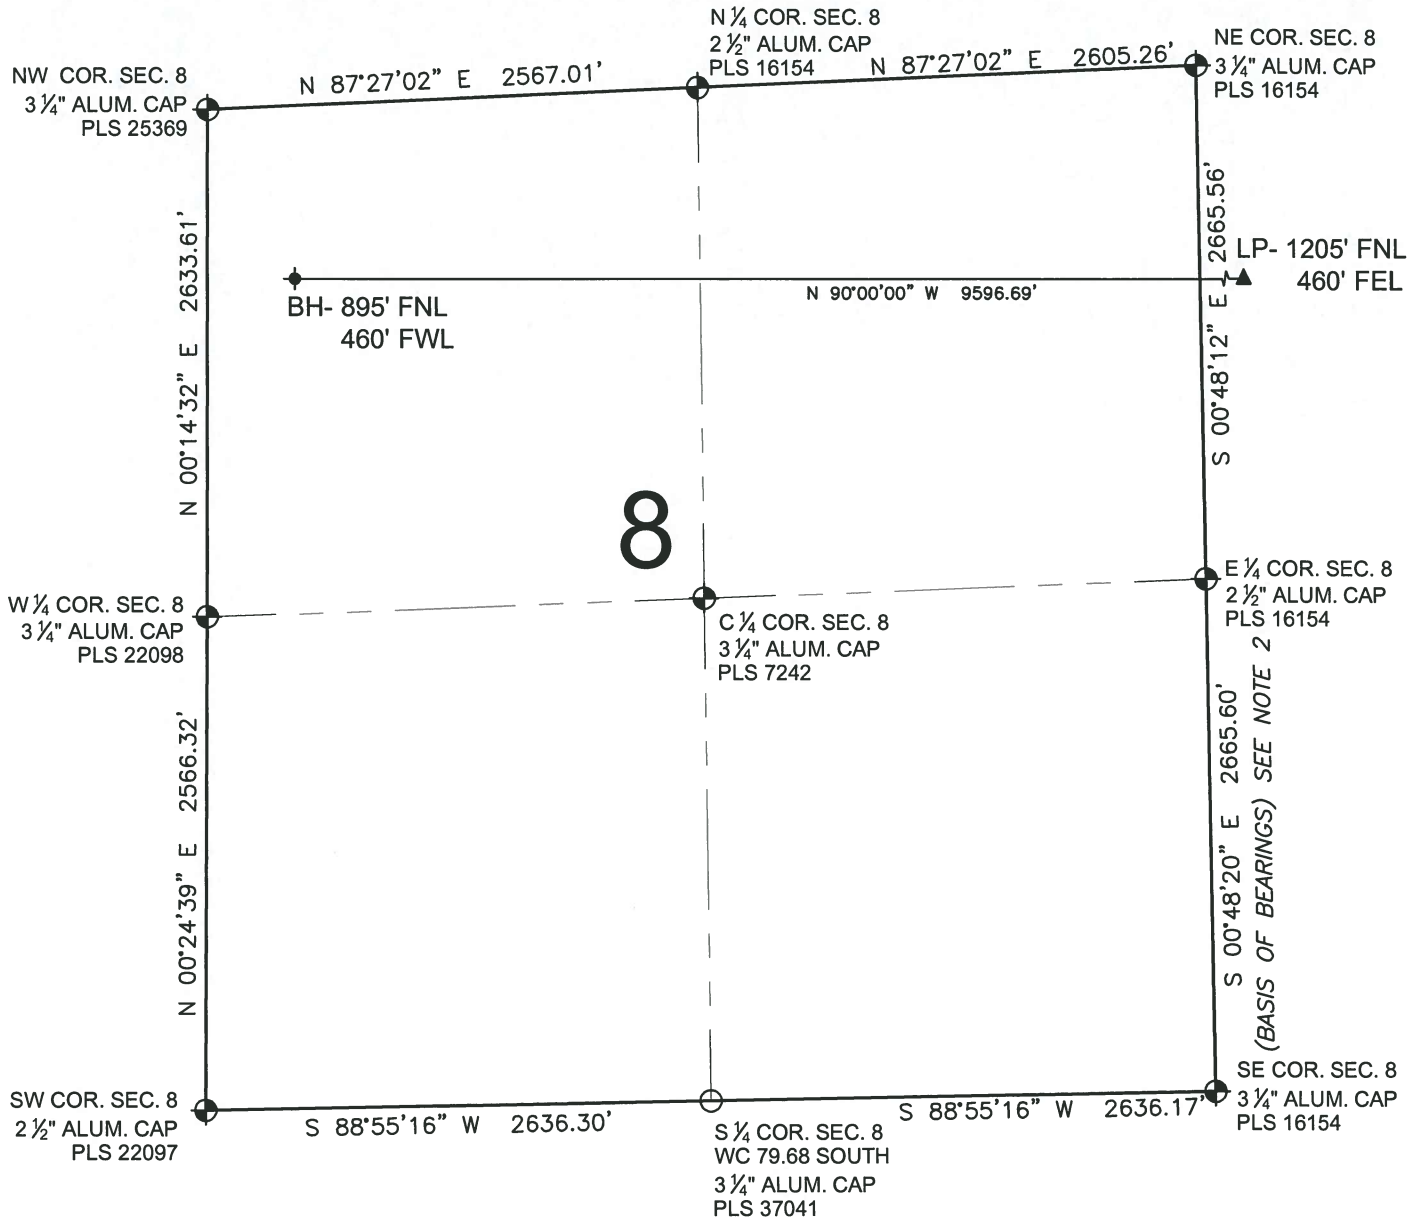 N ¼ COR. SEC. 8
2 ½" ALUM. CAP
PLS 16154
NE COR. SEC. 8
3 ¼" ALUM. CAP
PLS 16154
NW COR. SEC. 8
3 ¼" ALUM. CAP
PLS 25369
N 87°27'02" E 2567.01'
N 87°27'02" E 2605.26'
N 00°14'32" E 2633.61'
S 00°48'12" E 2665.56'
LP- 1205' FNL
460' FEL
N 90°00'00" W 9596.69'
BH- 895' FNL
460' FWL
8
W ¼ COR. SEC. 8
3 ¼" ALUM. CAP
PLS 22098
C ¼ COR. SEC. 8
3 ¼" ALUM. CAP
PLS 7242
E ¼ COR. SEC. 8
2 ½" ALUM. CAP
PLS 16154
N 00°24'39" E 2566.32'
S 00°48'20" E 2665.60'
(BASIS OF BEARINGS) SEE NOTE 2
SW COR. SEC. 8
2 ½" ALUM. CAP
PLS 22097
S 88°55'16" W 2636.30'
S 88°55'16" W 2636.17'
SE COR. SEC. 8
3 ¼" ALUM. CAP
PLS 16154
S ¼ COR. SEC. 8
WC 79.68 SOUTH
3 ¼" ALUM. CAP
PLS 37041